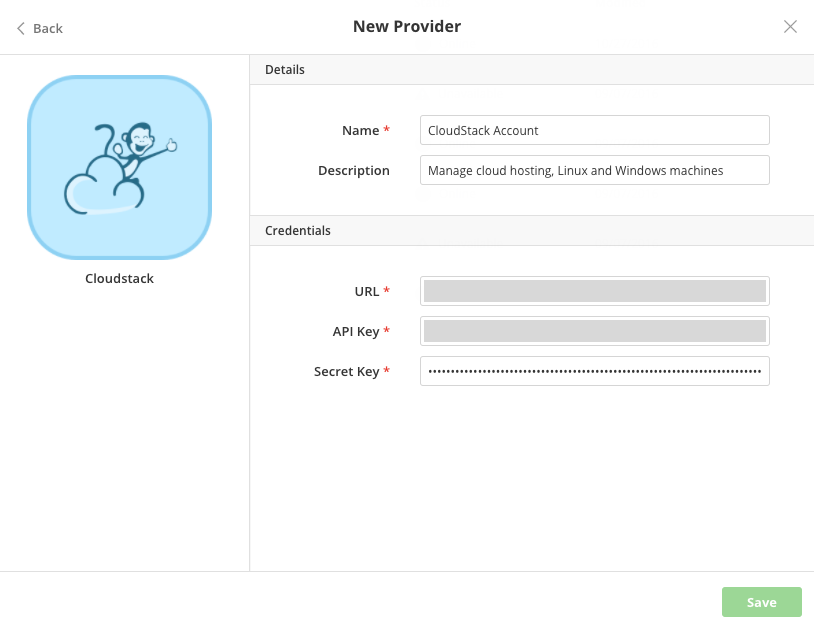 Back
New Provider
Details
Name *
CloudStack Account
Description
Manage cloud hosting, Linux and Windows machines
Cloudstack
Credentials
URL *
API Key *
Secret Key *
Save